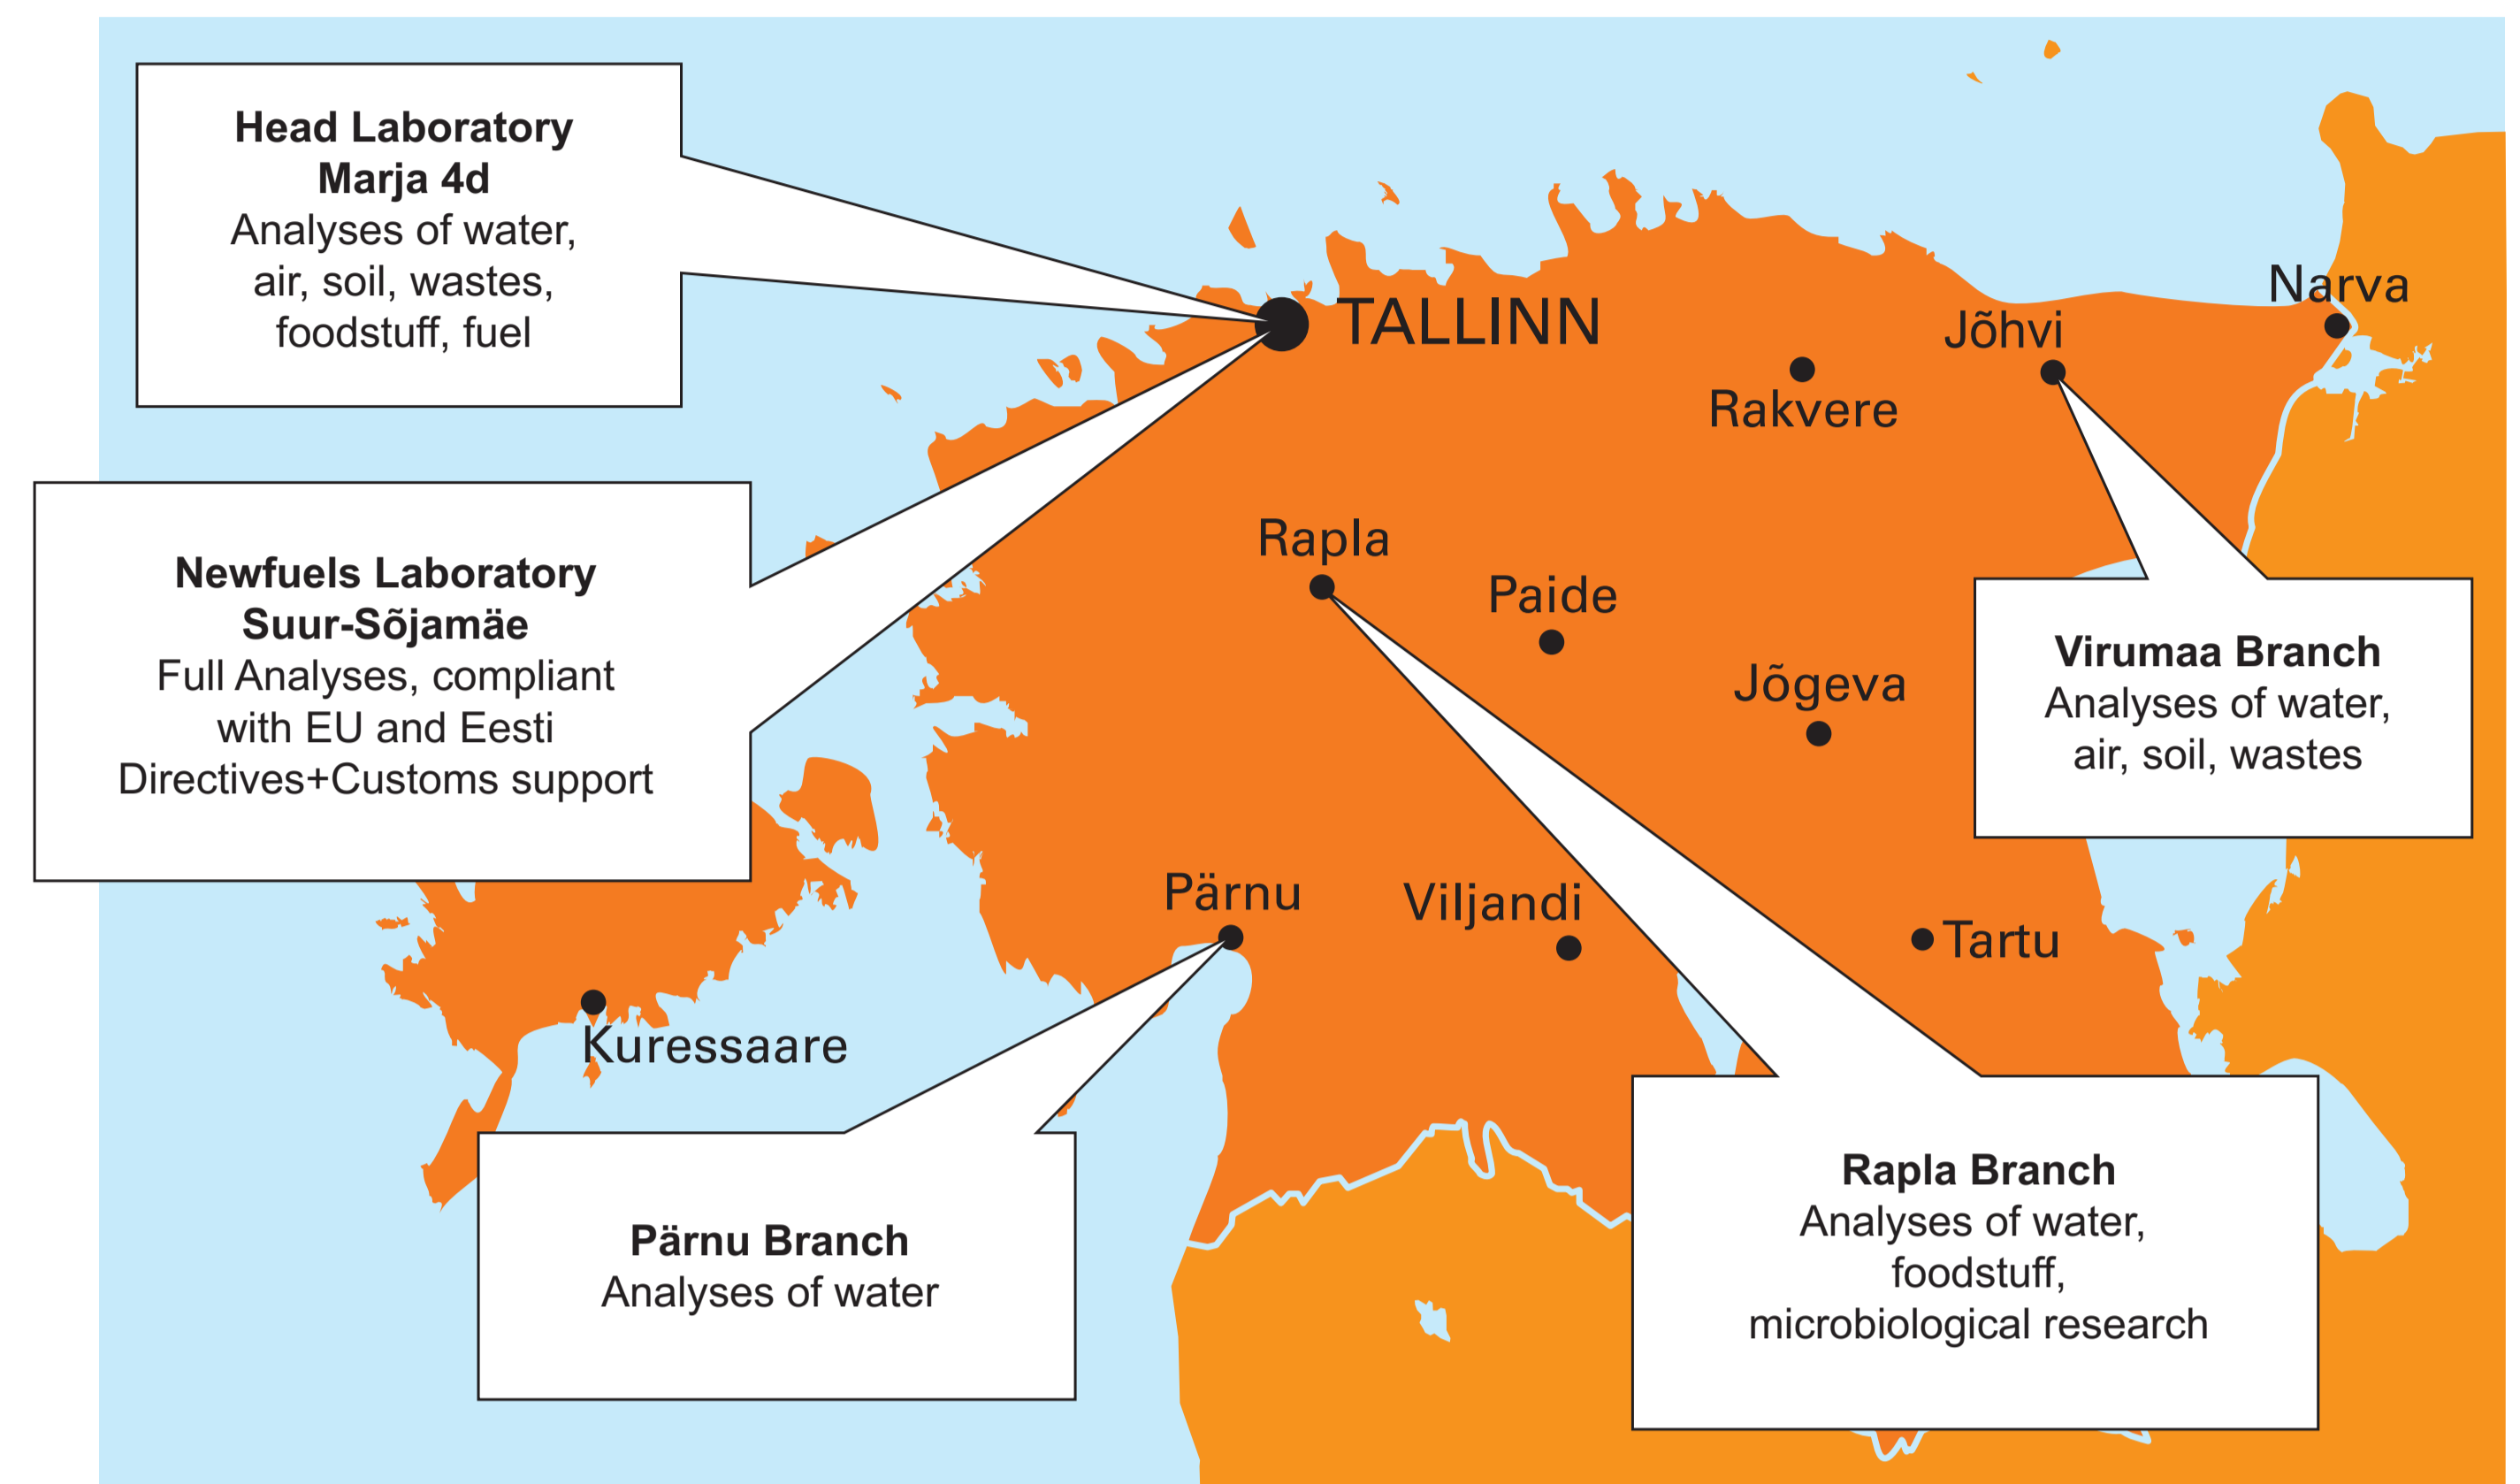 Head Laboratory
Marja 4d
Analyses of water,
air, soil, wastes,
foodstuff, fuel
TALLINN
Narva
Jõhvi
Rakvere
Newfuels Laboratory
Suur-Sõjamäe
Full Analyses, compliant
with EU and Eesti
Directives+Customs support
Rapla
Paide
Jõgeva
Virumaa Branch
Analyses of water,
air, soil, wastes
Pärnu
Viljandi
Tartu
Kuressaare
Pärnu Branch
Analyses of water
Rapla Branch
Analyses of water,
foodstuff,
microbiological research